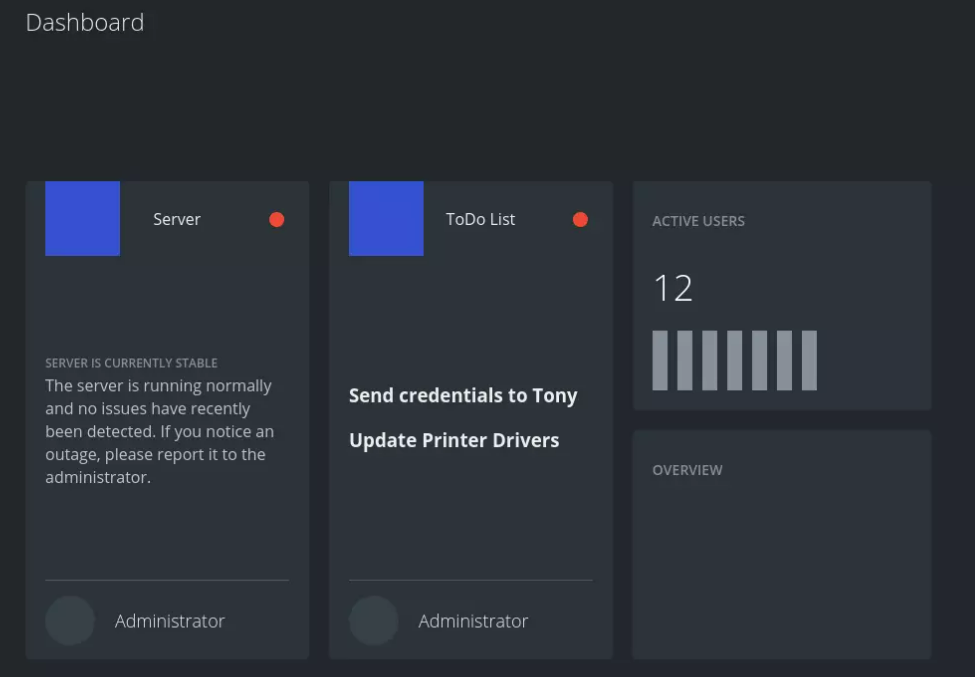 Dashboard
Server
SERVER IS CURRENTLY STABLE
The server is running normally
and no issues have recently
been detected. If you notice an
outage, please report it to the
administrator.
Administrator
ToDo List
Send credentials to Tony
Update Printer Drivers
Administrator
ACTIVE USERS
12
OVERVIEW